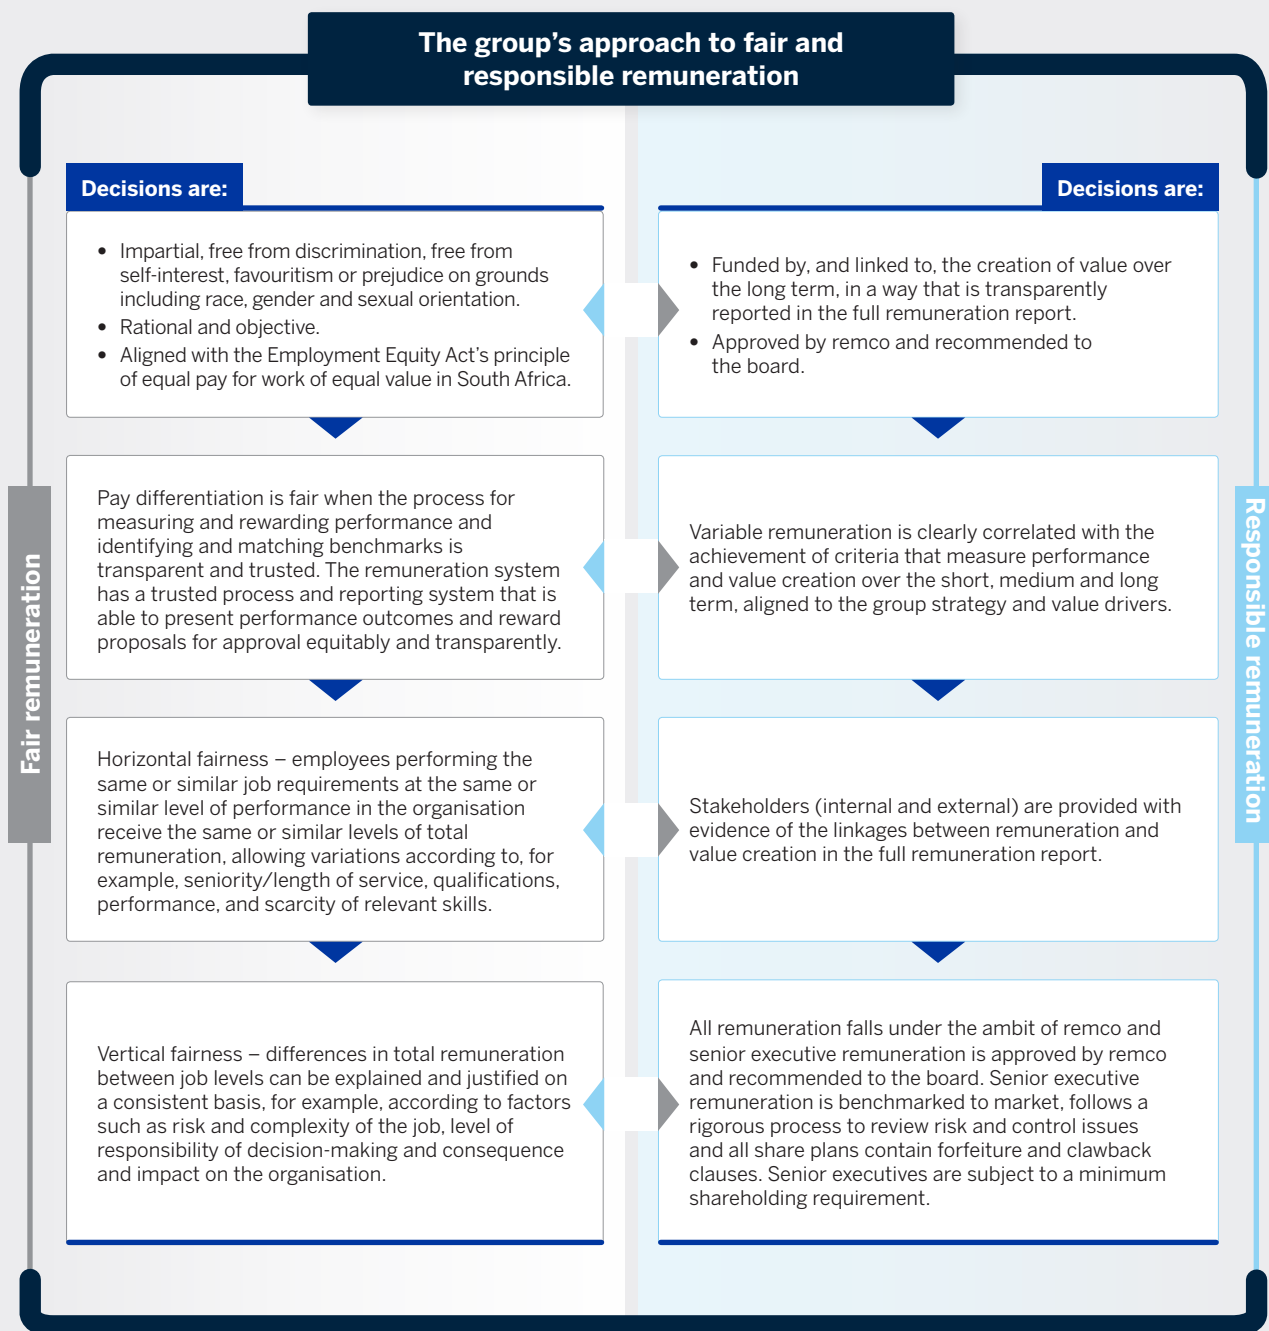 The group's approach to fair and
responsible remuneration
Fair remuneration
Decisions are:
• Impartial, free from discrimination, free from
self-interest, favouritism or prejudice on grounds
including race, gender and sexual orientation.
• Rational and objective.
• Aligned with the Employment Equity Act's principle
of equal pay for work of equal value in South Africa.
Pay differentiation is fair when the process for
measuring and rewarding performance and
identifying and matching benchmarks is
transparent and trusted. The remuneration system
has a trusted process and reporting system that is
able to present performance outcomes and reward
proposals for approval equitably and transparently.
Horizontal fairness – employees performing the
same or similar job requirements at the same or
similar level of performance in the organisation
receive the same or similar levels of total
remuneration, allowing variations according to, for
example, seniority/length of service, qualifications,
performance, and scarcity of relevant skills.
Vertical fairness – differences in total remuneration
between job levels can be explained and justified on
a consistent basis, for example, according to factors
such as risk and complexity of the job, level of
responsibility of decision-making and consequence
and impact on the organisation.
Responsible remuneration
Decisions are:
• Funded by, and linked to, the creation of value over
the long term, in a way that is transparently
reported in the full remuneration report.
• Approved by remco and recommended to
the board.
Variable remuneration is clearly correlated with the
achievement of criteria that measure performance
and value creation over the short, medium and long
term, aligned to the group strategy and value drivers.
Stakeholders (internal and external) are provided with
evidence of the linkages between remuneration and
value creation in the full remuneration report.
All remuneration falls under the ambit of remco and
senior executive remuneration is approved by remco
and recommended to the board. Senior executive
remuneration is benchmarked to market, follows a
rigorous process to review risk and control issues
and all share plans contain forfeiture and clawback
clauses. Senior executives are subject to a minimum
shareholding requirement.